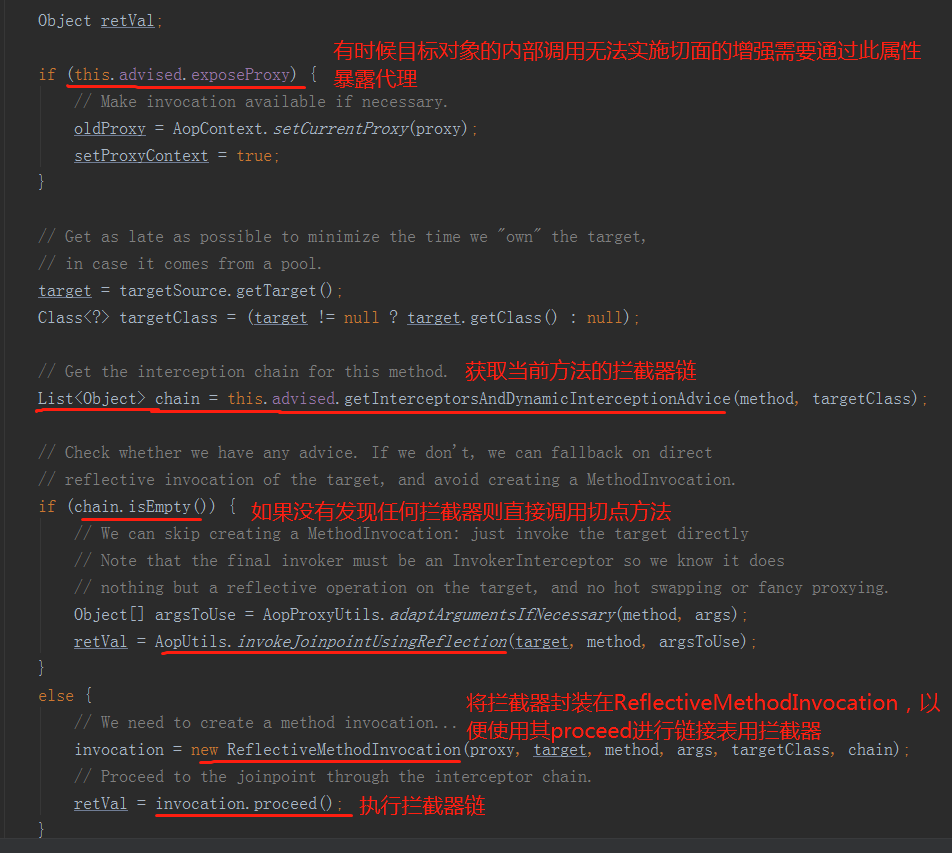 Object retVal;
有时候目标对象的内部调用无法实施切面的增强需要通过此属性
暴露代理
if (this.advised.exposeProxy) {
// Make invocation available if necessary.
oldProxy = AopContext.setCurrentProxy(proxy);
setProxyContext = true;
}
// Get as late as possible to minimize the time we "own" the target,
// in case it comes from a pool.
target = targetSource.getTarget();
Class<?> targetClass = (target != null ? target.getClass() : null);
// Get the interception chain for this method. 获取当前方法的拦截器链
List<Object> chain = this.advised.getInterceptorsAndDynamicInterceptionAdvice(method, targetClass);
// Check whether we have any advice. If we don't, we can fallback on direct
// reflective invocation of the target, and avoid creating a MethodInvocation.
if (chain.isEmpty()) { 如果没有发现任何拦截器则直接调用切点方法
// We can skip creating a MethodInvocation: just invoke the target directly
// Note that the final invoker must be an InvokerInterceptor so we know it does
// nothing but a reflective operation on the target, and no hot swapping or fancy proxying.
Object[] argsToUse = AopProxyUtils.adaptArgumentsIfNecessary(method, args);
retVal = AopUtils.invokeJoinpointUsingReflection(target, method, argsToUse);
}
else {
将拦截器封装在ReflectiveMethodInvocation，以
便使用其proceed进行链接表用拦截器
// We need to create a method invocation...
invocation = new ReflectiveMethodInvocation(proxy, target, method, args, targetClass, chain);
// Proceed to the joinpoint through the interceptor chain.
retVal = invocation.proceed(); 执行拦截器链
}